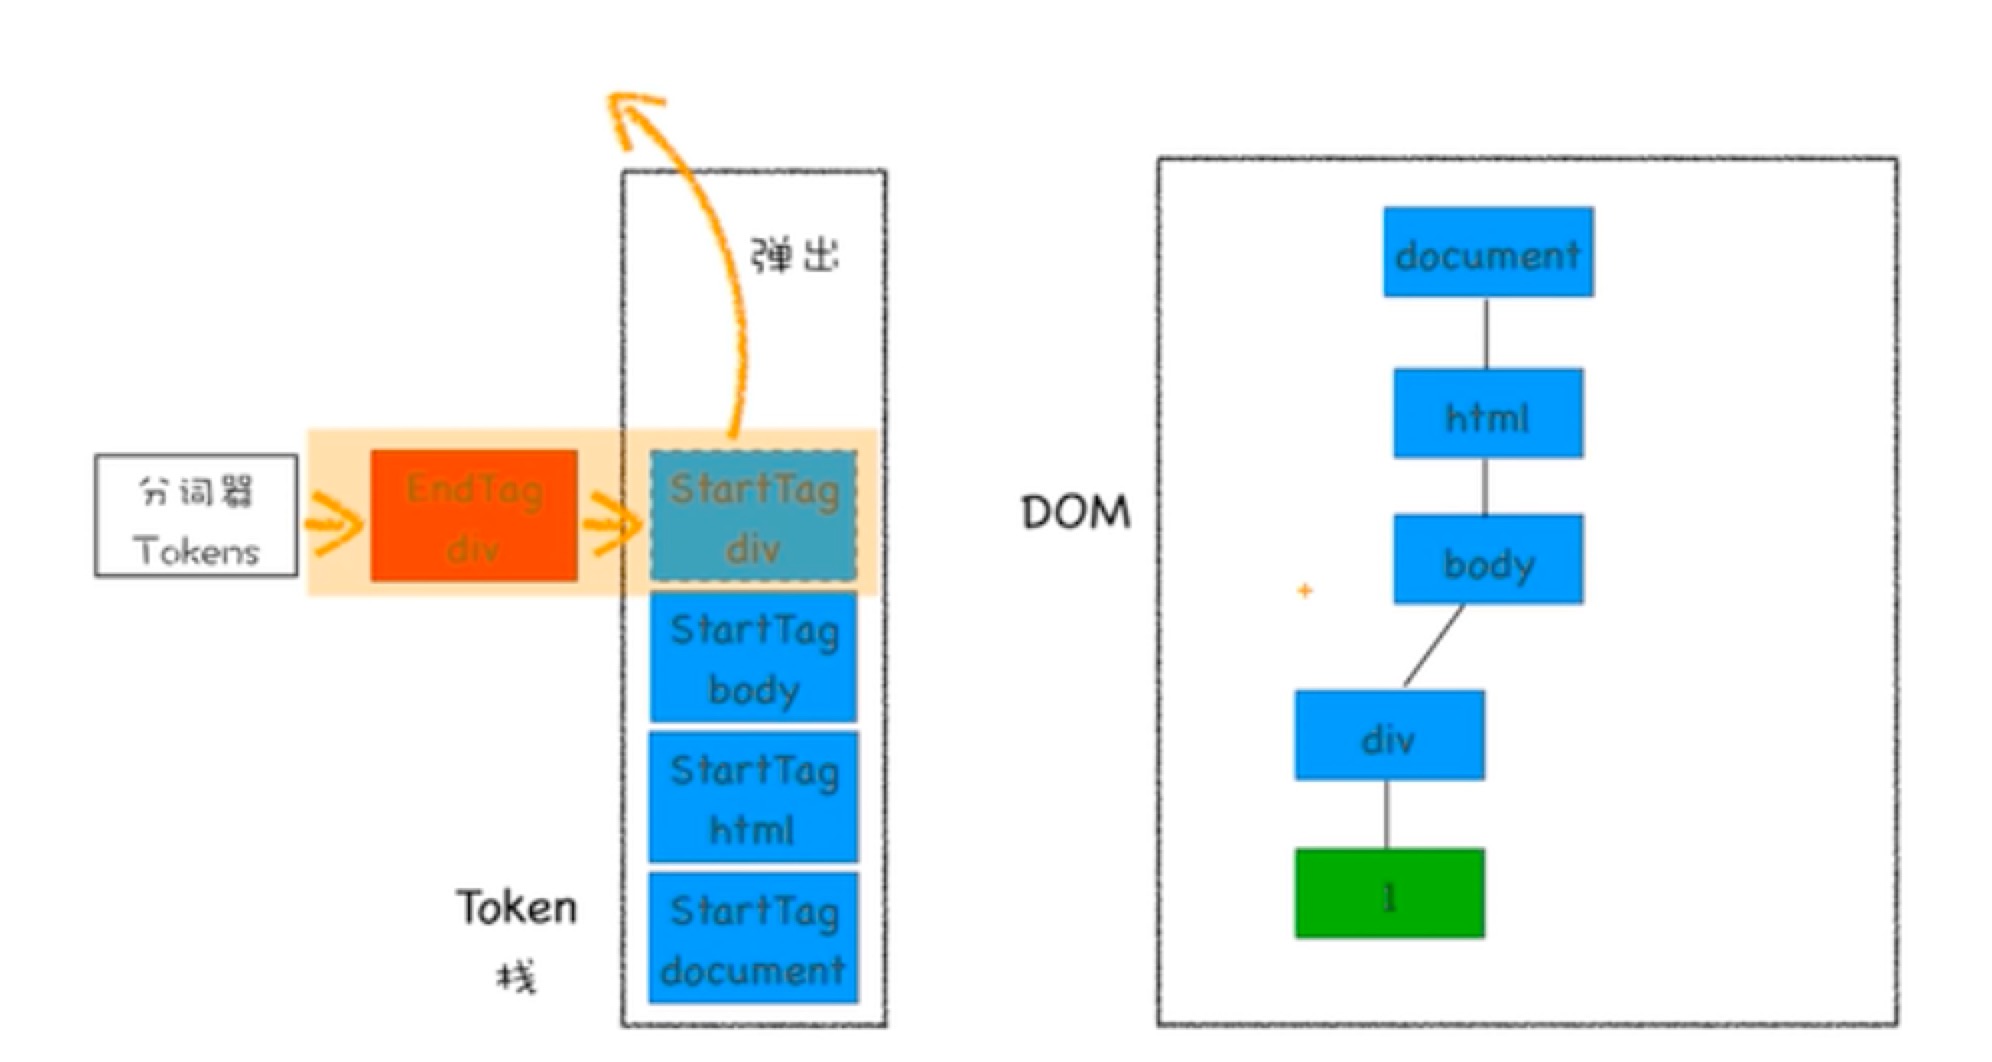 弹出
分词器
Tokens
EndTag
div
StartTag
div
StartTag
body
StartTag
html
StartTag
document
Token
栈
DOM
document
html
body
div
1